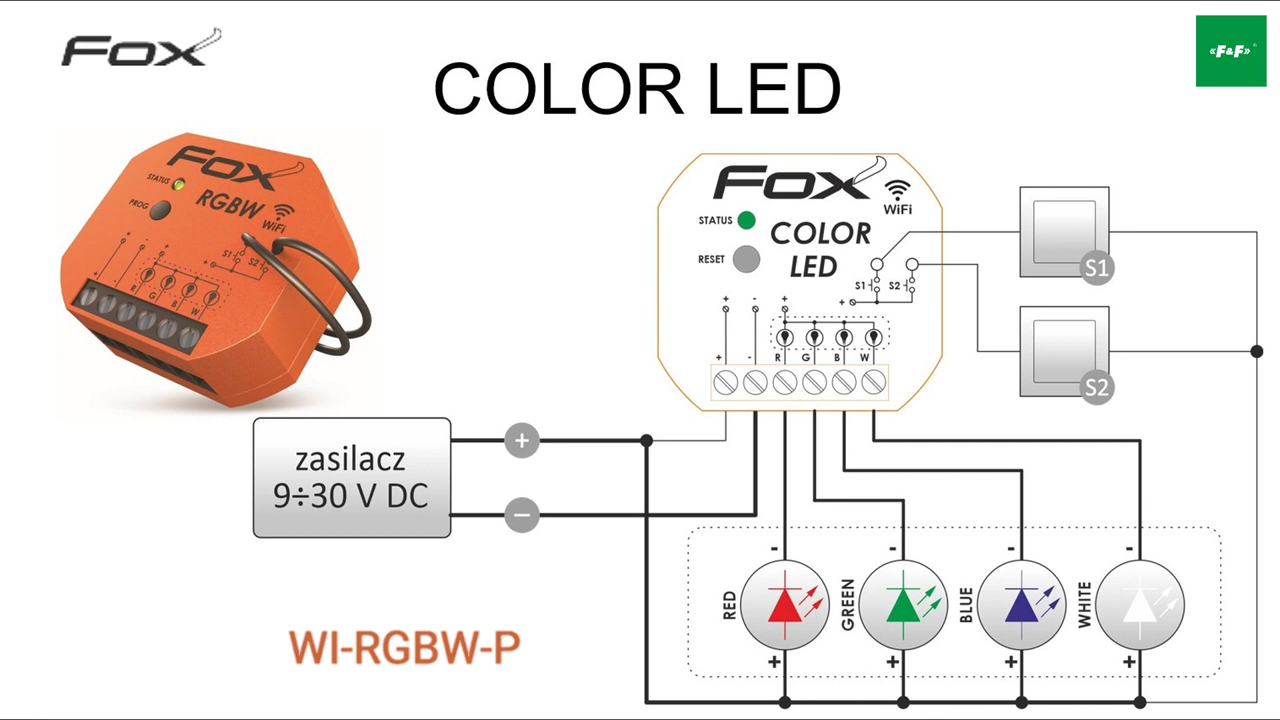 Fox
«F&F»
COLOR LED
Fox
STATUS
RGBW
PROG
WiFi
S1
S2
+
-
+
+
+
R
G
B
W
Fox
WiFi
STATUS
COLOR
LED
RESET
S1
S2
+
-
+
+
+
-
R
G
B
W
S1
S2
zasilacz
9÷30 V DC
+
−
-
-
-
-
RED
GREEN
BLUE
WHITE
+
+
+
+
WI-RGBW-P